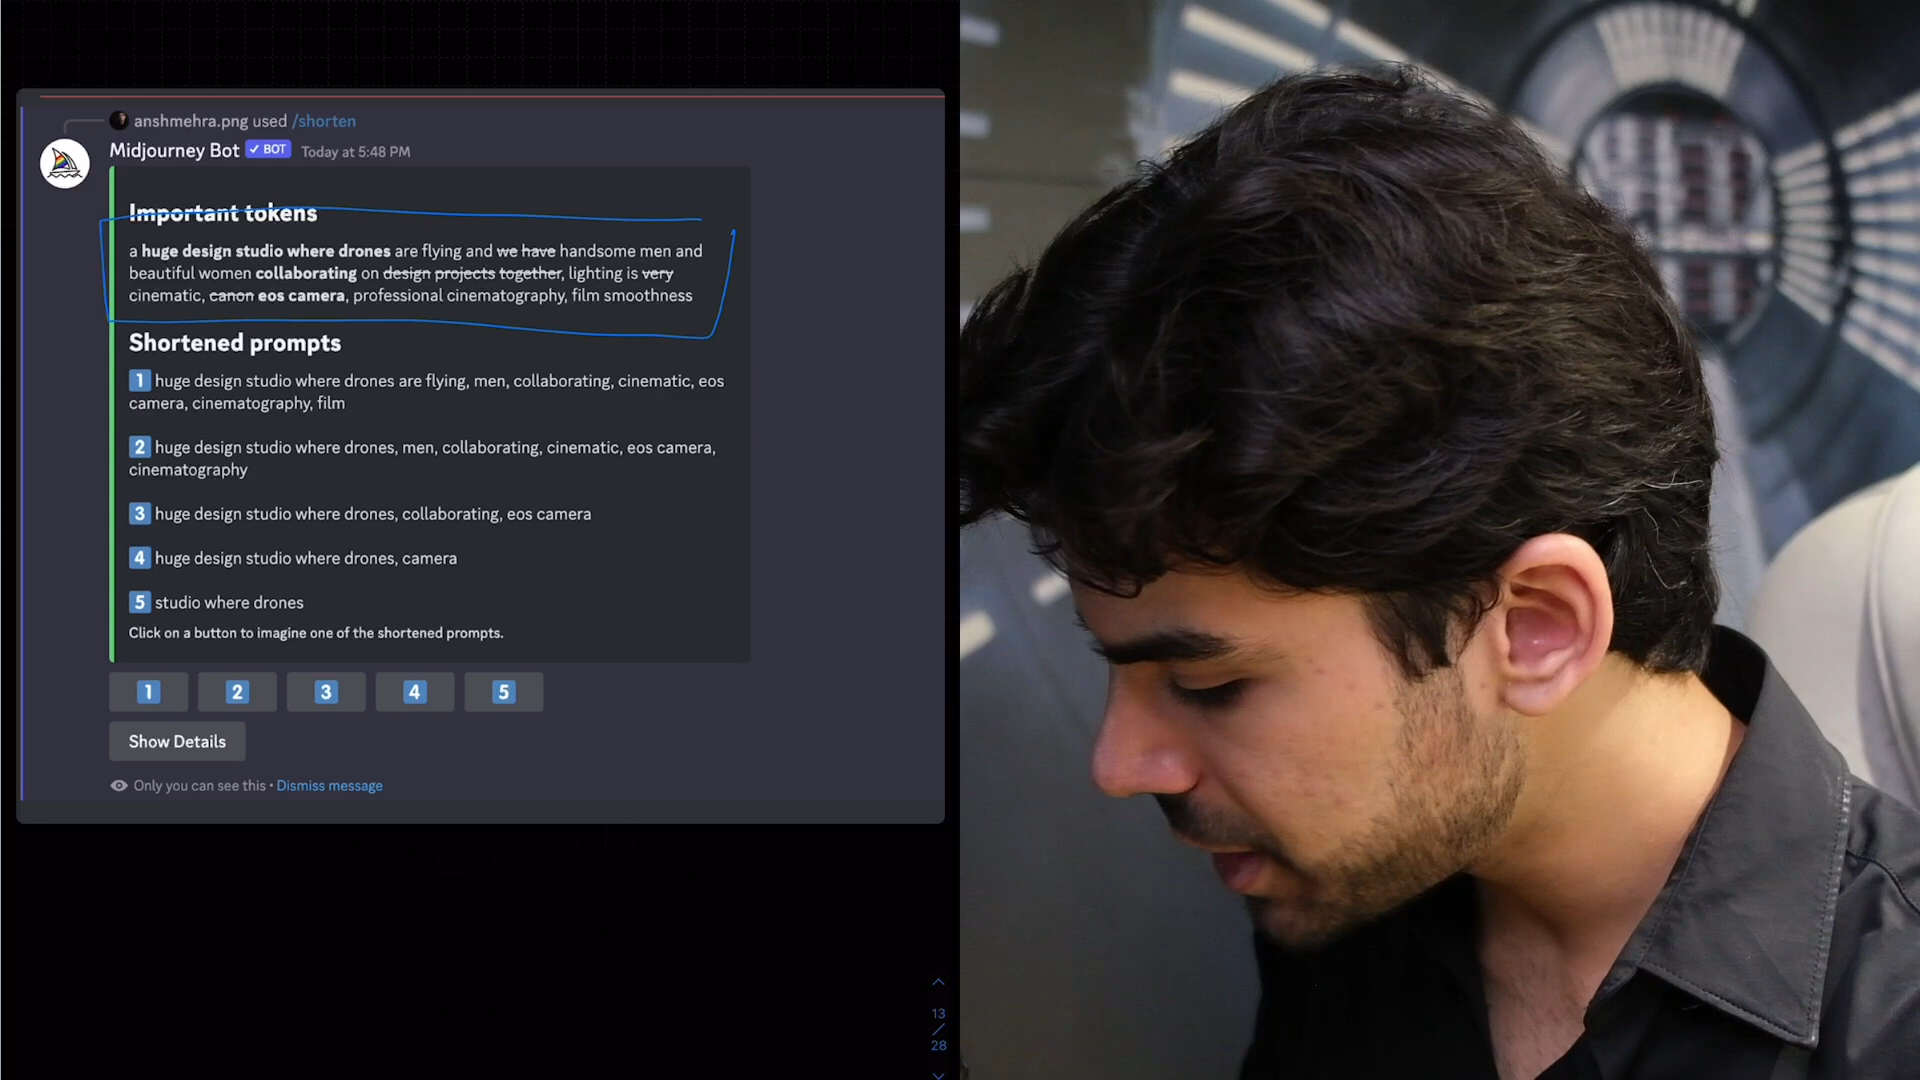 anshmehra.png used /shorten
Midjourney Bot ✓ BOT Today at 5:48 PM
Important tokens
a huge design studio where drones are flying and we have handsome men and
beautiful women collaborating on design projects together, lighting is very
cinematic, canon eos camera, professional cinematography, film smoothness
Shortened prompts
1 huge design studio where drones are flying, men, collaborating, cinematic, eos
camera, cinematography, film
2 huge design studio where drones, men, collaborating, cinematic, eos camera,
cinematography
3 huge design studio where drones, collaborating, eos camera
4 huge design studio where drones, camera
5 studio where drones
Click on a button to imagine one of the shortened prompts.
1 2 3 4 5
Show Details
Only you can see this • Dismiss message
13
/
28